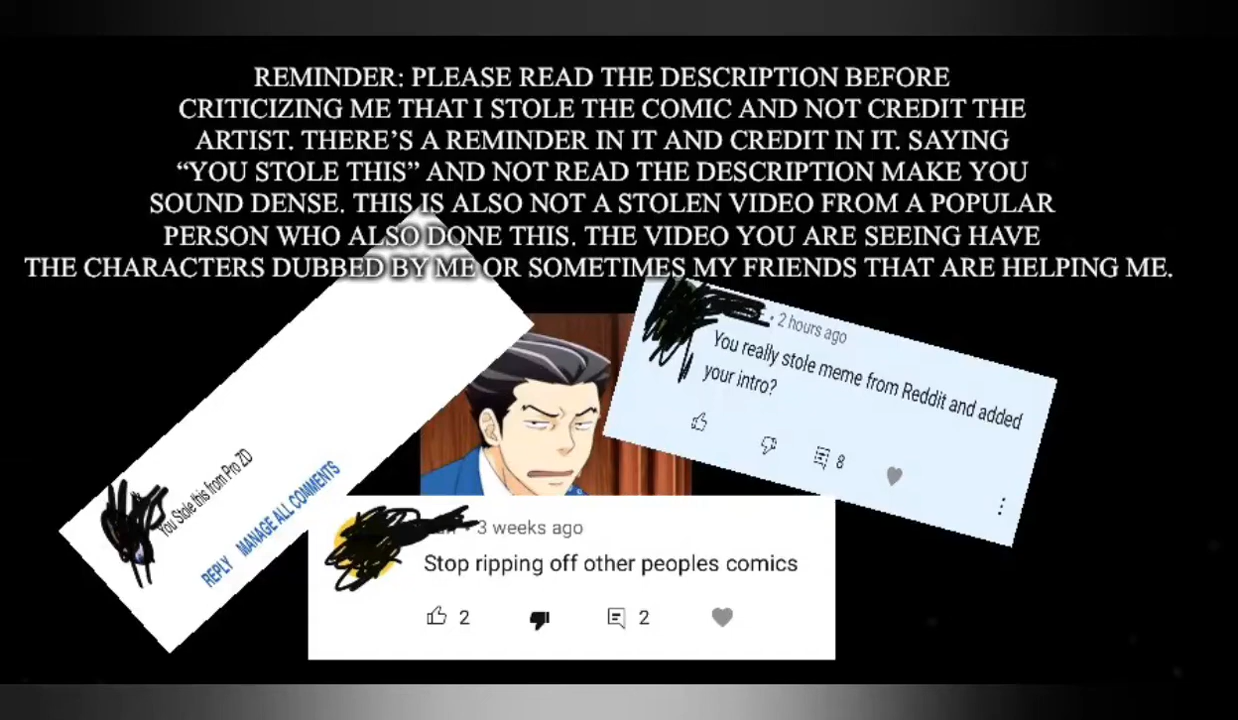 REMINDER: PLEASE READ THE DESCRIPTION BEFORE
CRITICIZING ME THAT I STOLE THE COMIC AND NOT CREDIT THE
ARTIST. THERE'S A REMINDER IN IT AND CREDIT IN IT. SAYING
“YOU STOLE THIS” AND NOT READ THE DESCRIPTION MAKE YOU
SOUND DENSE. THIS IS ALSO NOT A STOLEN VIDEO FROM A POPULAR
PERSON WHO ALSO DONE THIS. THE VIDEO YOU ARE SEEING HAVE
THE CHARACTERS DUBBED BY ME OR SOMETIMES MY FRIENDS THAT ARE HELPING ME.
• 2 hours ago
You really stole meme from Reddit and added
your intro?
8
You Stole this from Pro ZD
REPLY MANAGE ALL COMMENTS
• 3 weeks ago
Stop ripping off other peoples comics
2 2